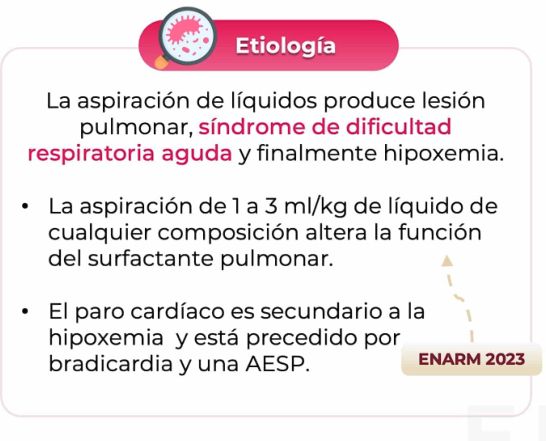 Etiología
La aspiración de líquidos produce lesión
pulmonar, síndrome de dificultad
respiratoria aguda y finalmente hipoxemia.
• La aspiración de 1 a 3 ml/kg de líquido de
cualquier composición altera la función
del surfactante pulmonar.
• El paro cardíaco es secundario a la
hipoxemia y está precedido por
bradicardia y una AESP.
ENARM 2023